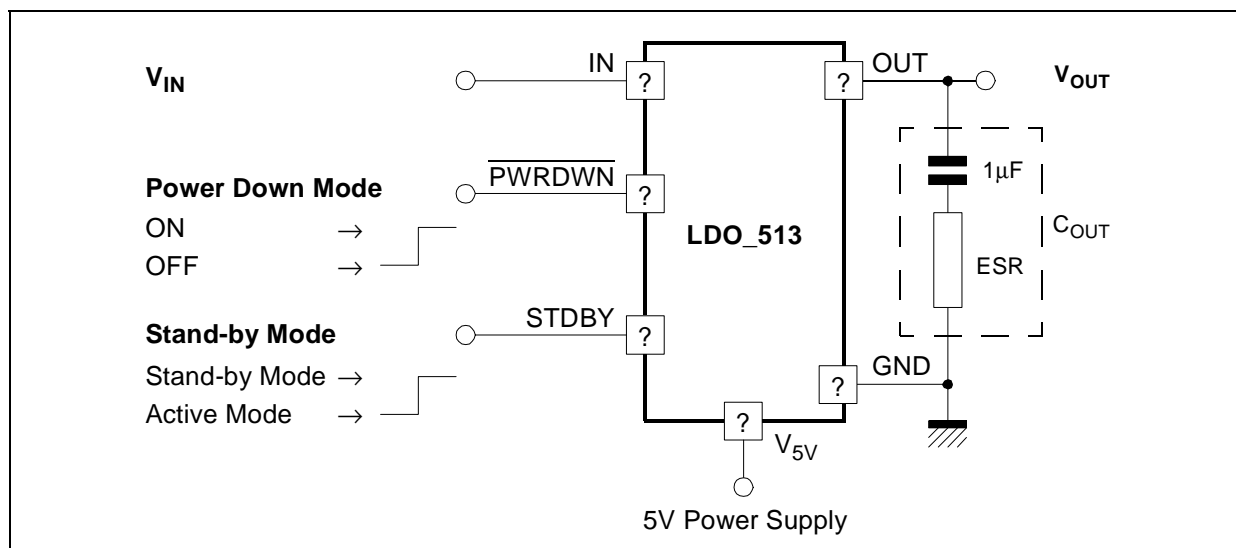 V_IN
IN
?
?
OUT
V_OUT
PWRDWN
?
1μF
Power Down Mode
ON →
OFF →
LDO_513
C_OUT
ESR
STDBY
?
Stand-by Mode
Stand-by Mode →
Active Mode →
GND
?
?
V_5V
5V Power Supply